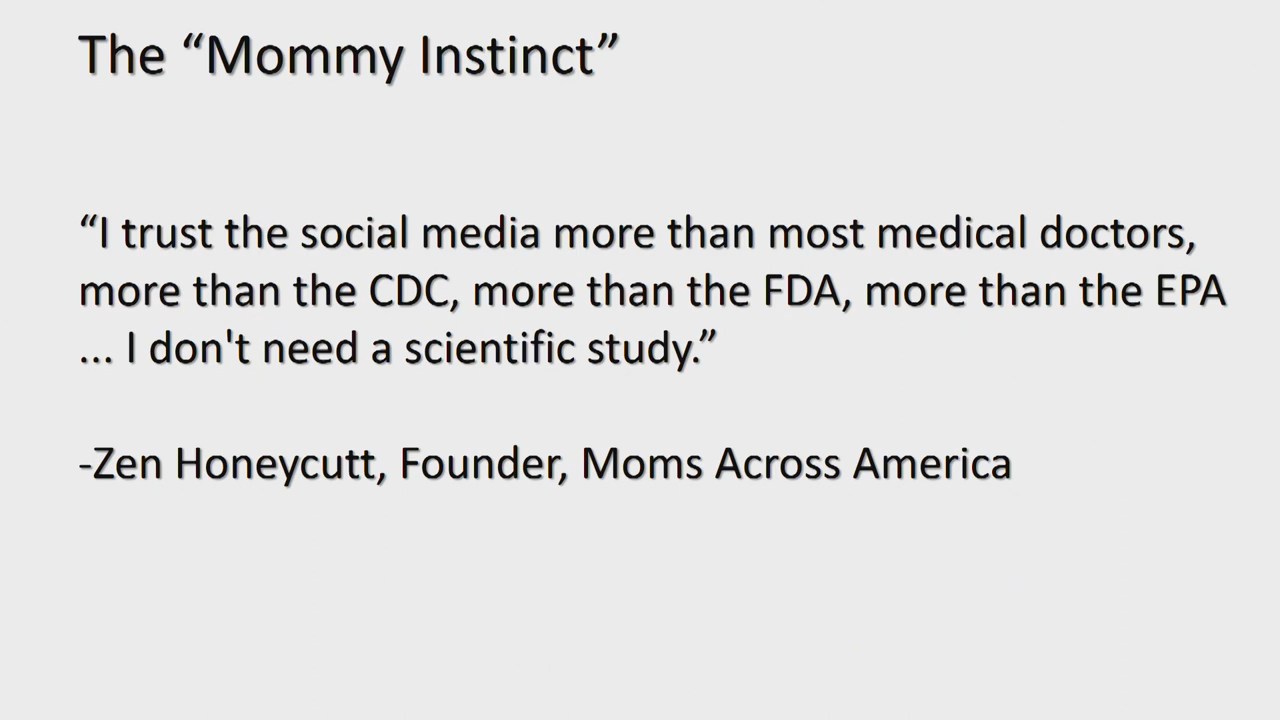 The “Mommy Instinct”
“I trust the social media more than most medical doctors,
more than the CDC, more than the FDA, more than the EPA
... I don't need a scientific study.”
-Zen Honeycutt, Founder, Moms Across America